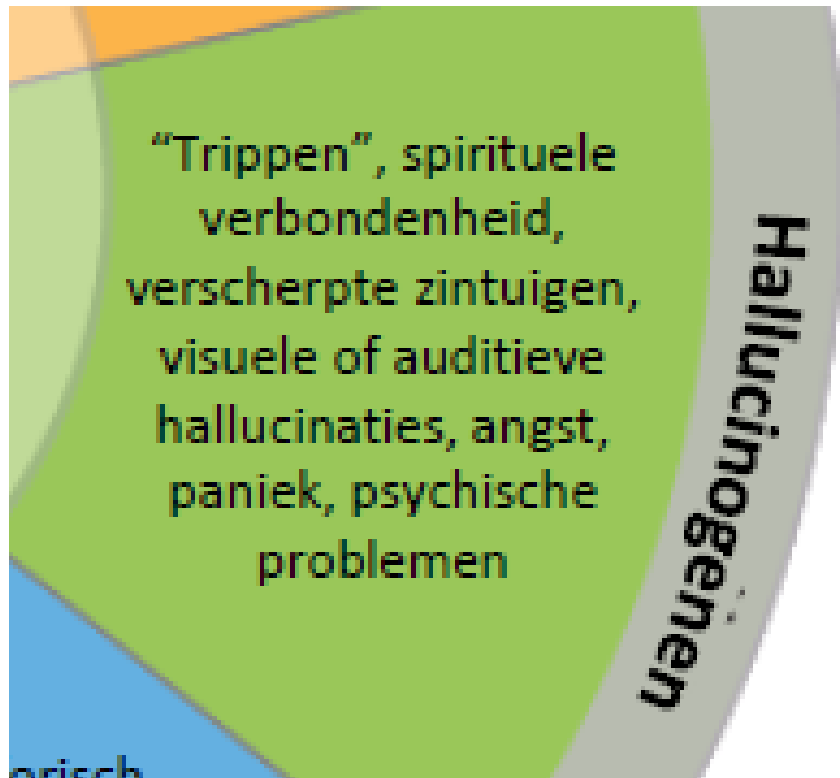 “Trippen”, spirituele
verbondenheid,
verscherpte zintuigen,
visuele of auditieve
hallucinaties, angst,
paniek, psychische
problemen
Hallucinogenen